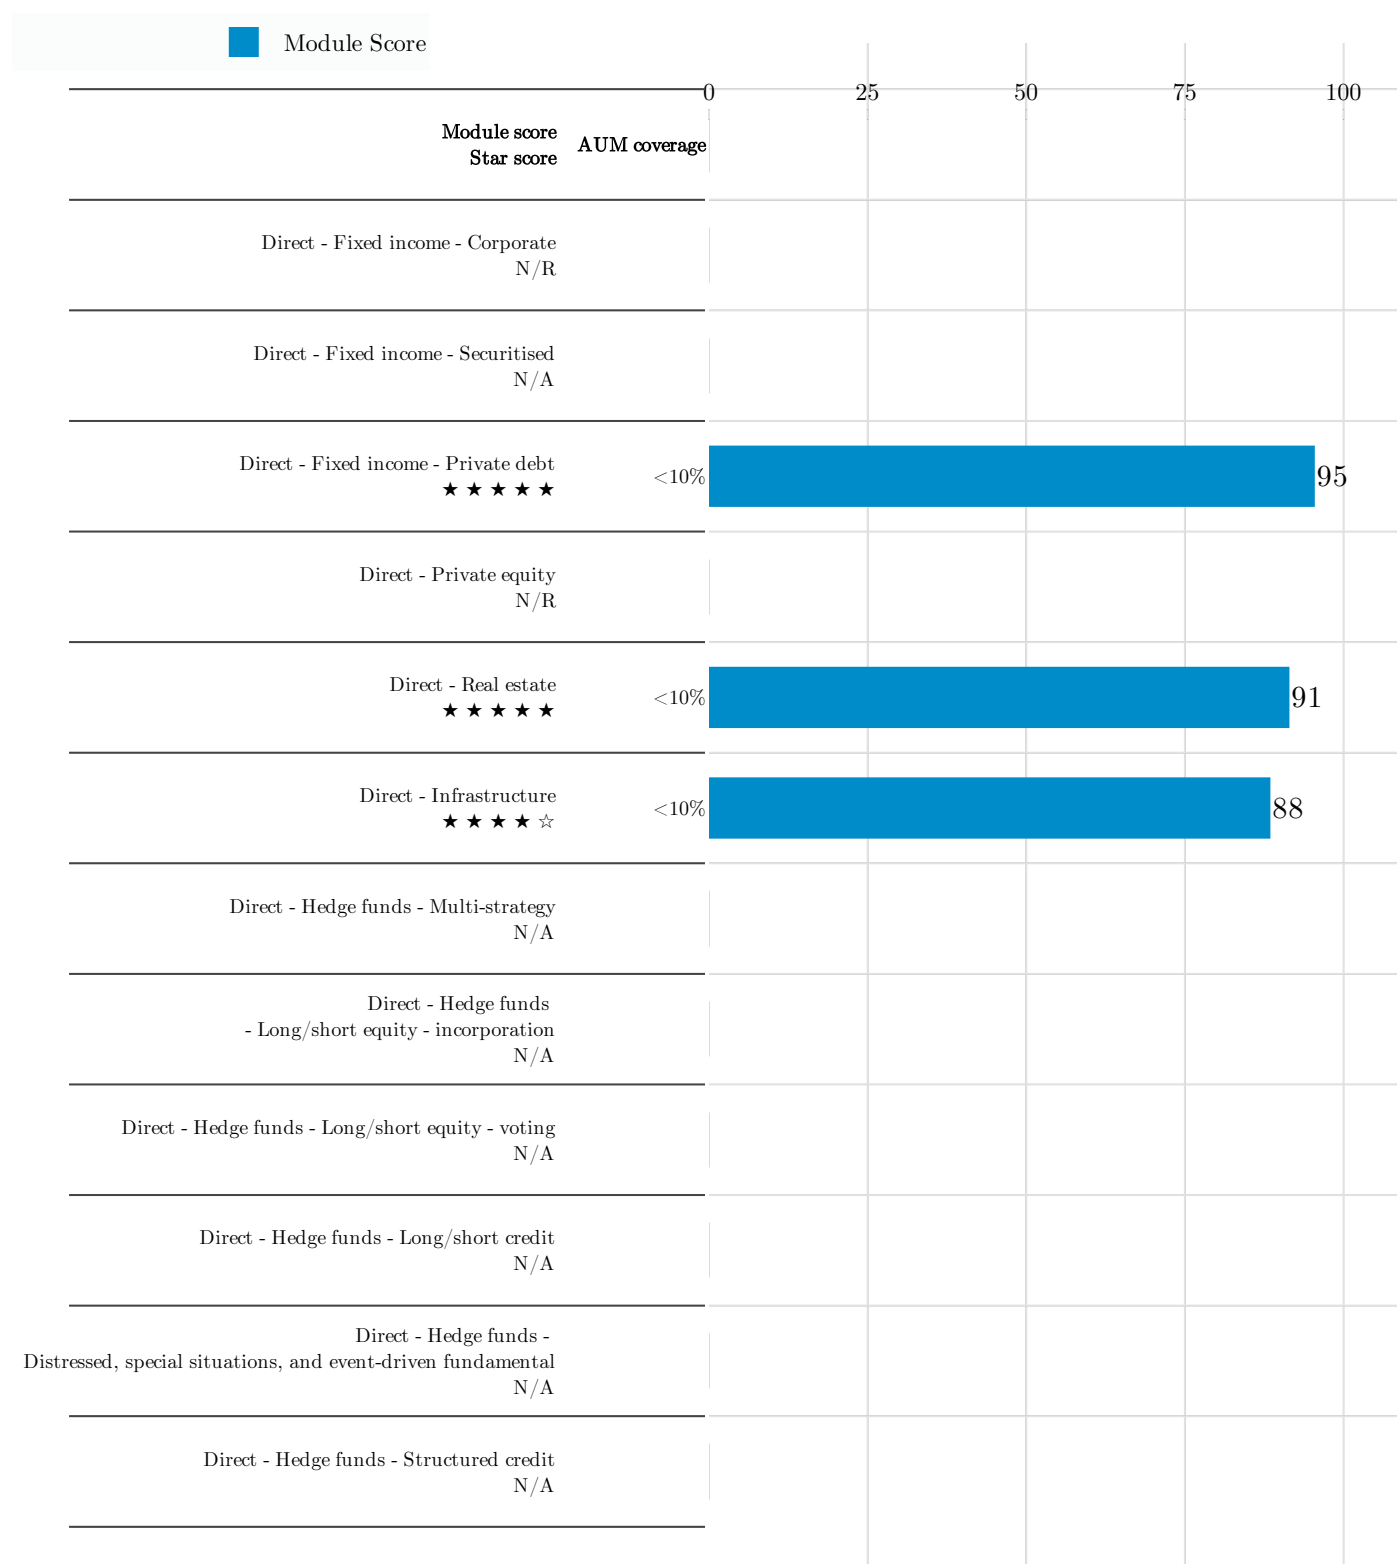 Module Score
0 25 50 75 100
Module score
Star score
AUM coverage
Direct - Fixed income - Corporate
N/R
Direct - Fixed income - Securitised
N/A
Direct - Fixed income - Private debt
★ ★ ★ ★ ★
<10%
95
Direct - Private equity
N/R
Direct - Real estate
★ ★ ★ ★ ★
<10%
91
Direct - Infrastructure
★ ★ ★ ★ ☆
<10%
88
Direct - Hedge funds - Multi-strategy
N/A
Direct - Hedge funds
- Long/short equity - incorporation
N/A
Direct - Hedge funds - Long/short equity - voting
N/A
Direct - Hedge funds - Long/short credit
N/A
Direct - Hedge funds -
Distressed, special situations, and event-driven fundamental
N/A
Direct - Hedge funds - Structured credit
N/A